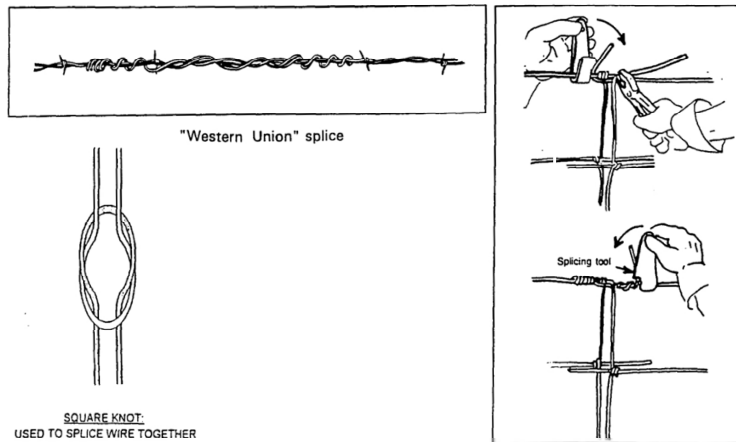 "Western Union" splice
Splicing tool
SQUARE KNOT:
USED TO SPLICE WIRE TOGETHER